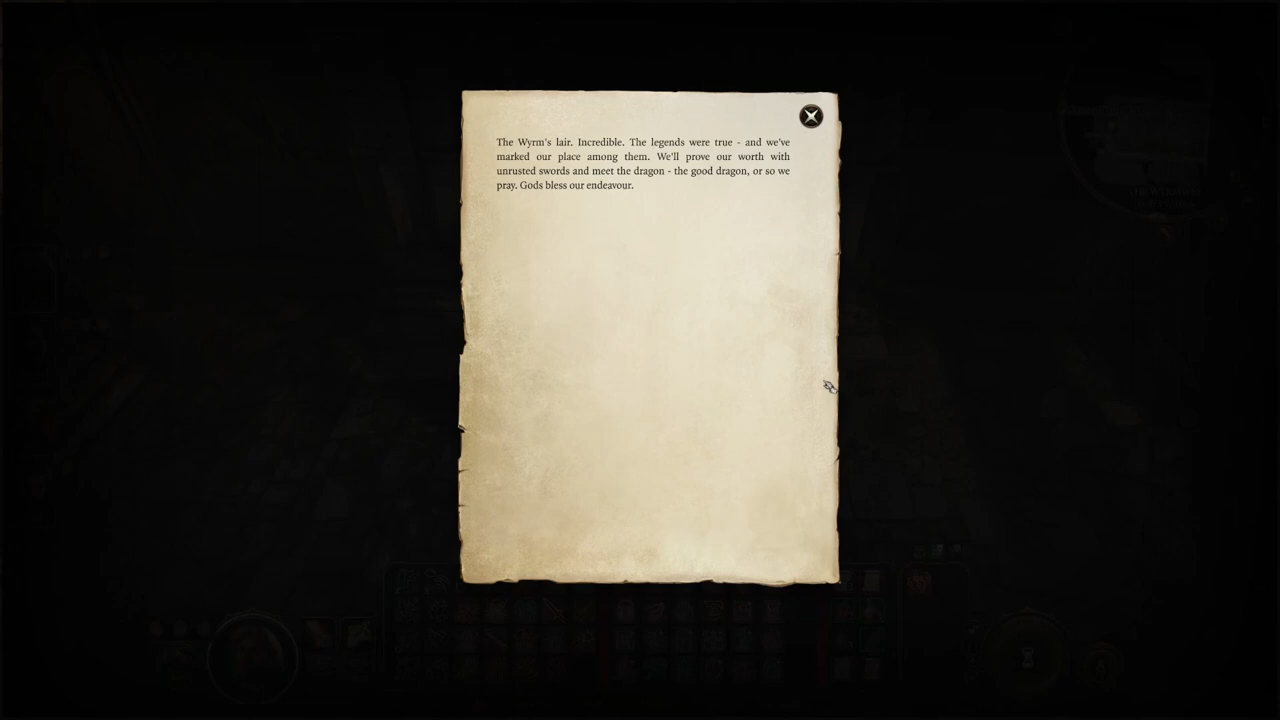 The Wyrm's lair. Incredible. The legends were true - and we've
marked our place among them. We'll prove our worth with
unrusted swords and meet the dragon - the good dragon, or so we
pray. Gods bless our endeavour.